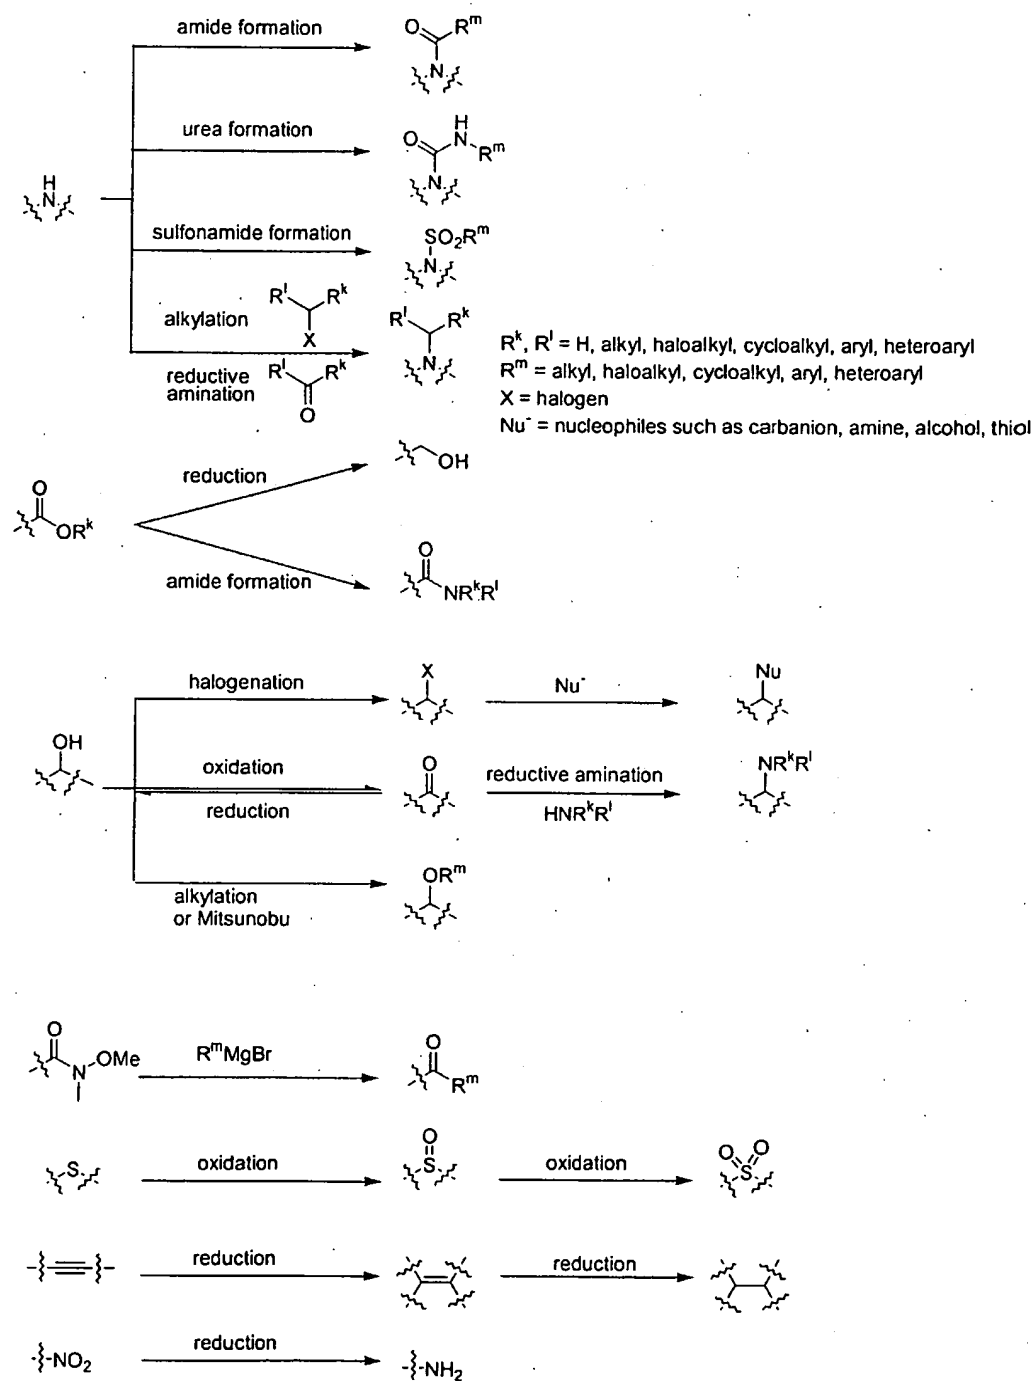 amide formation
O R^m
N
urea formation
O H
N
R^m
N
H
N
sulfonamide formation
SO₂R^m
N
alkylation
R^l R^k
X
R^l R^k
N
reductive
amination
R^l R^k
O
R^k, R^l = H, alkyl, haloalkyl, cycloalkyl, aryl, heteroaryl
R^m = alkyl, haloalkyl, cycloalkyl, aryl, heteroaryl
X = halogen
Nu⁻ = nucleophiles such as carbanion, amine, alcohol, thiol
reduction
OH
O
OR^k
amide formation
O
NR^kR^l
halogenation
X
Nu⁻
Nu
OH
oxidation
O
reductive amination
NR^kR^l
reduction
HNR^kR^l
alkylation
or Mitsunobu
OR^m
O
N OMe
R^mMgBr
O
R^m
S
oxidation
O
S
oxidation
O O
S
reduction
reduction
NO₂
reduction
NH₂